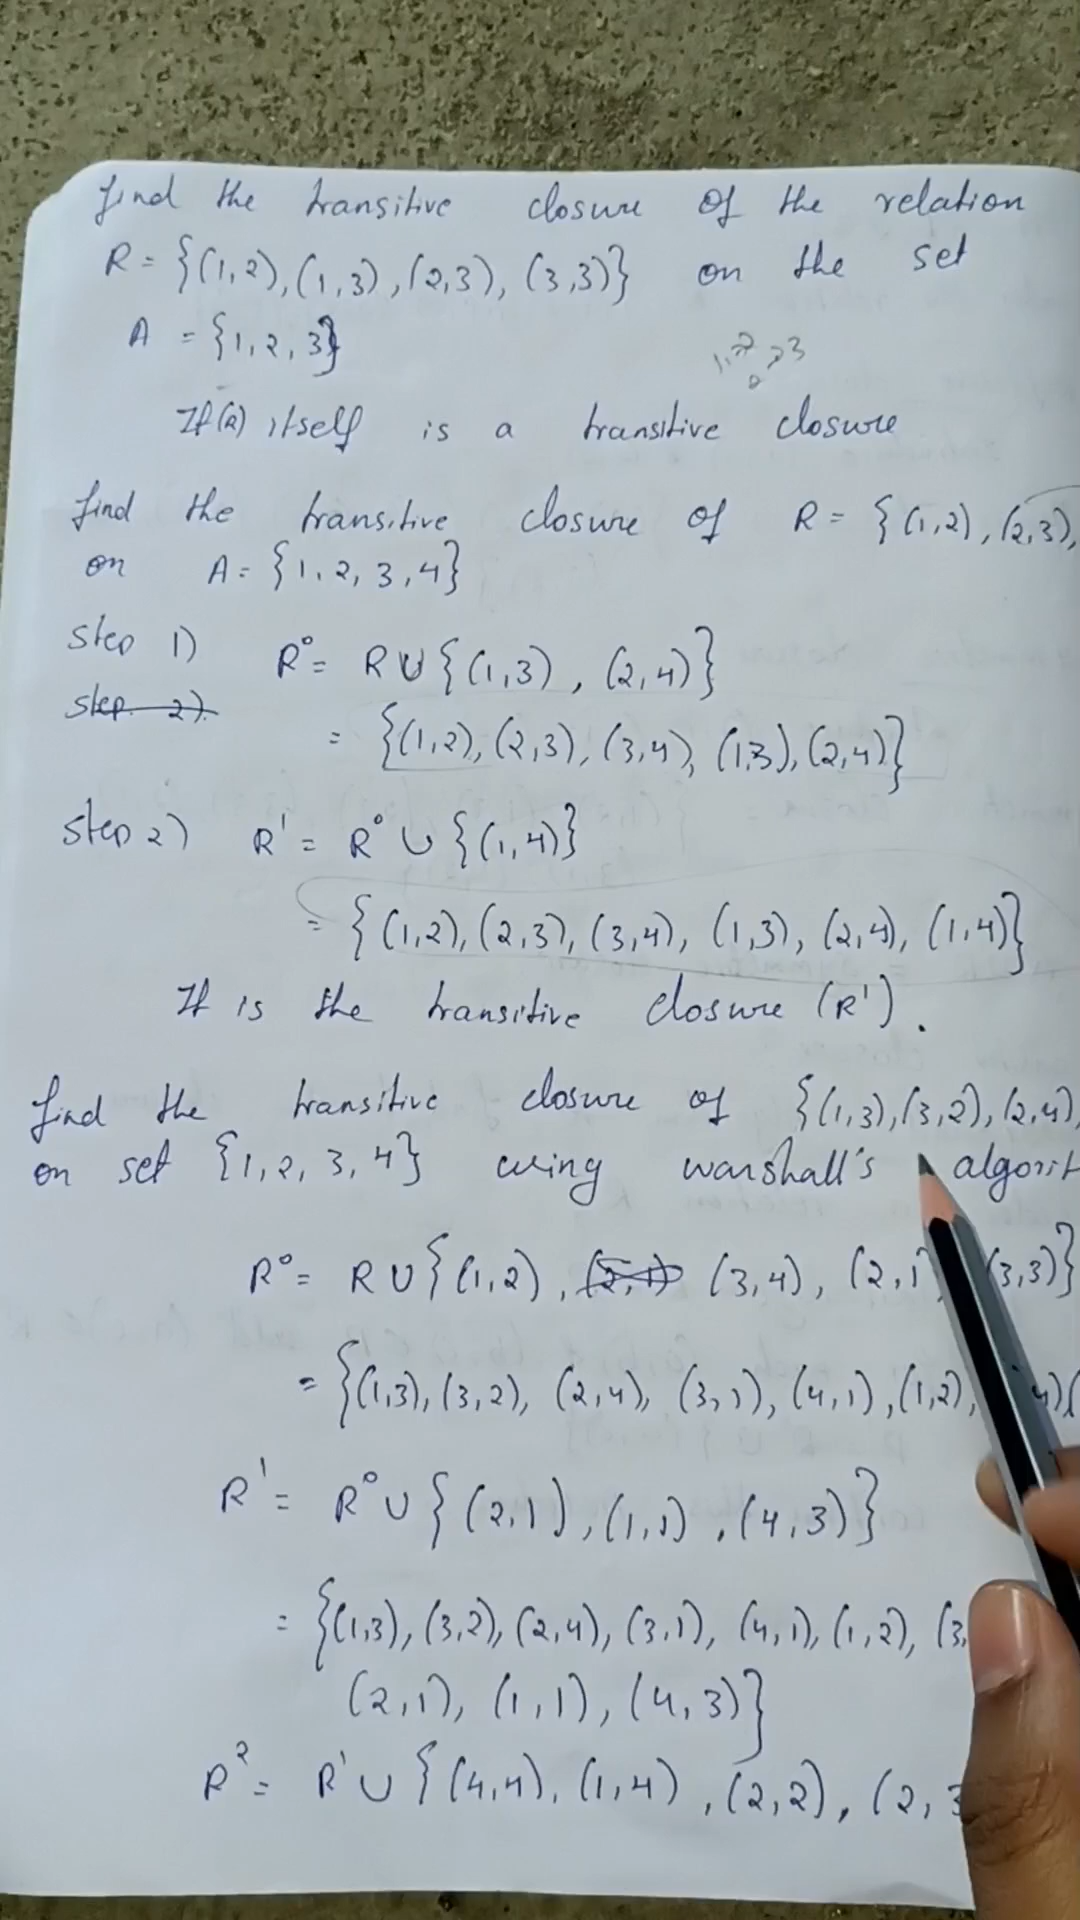 find the transitive closure of the relation
R = {(1,2),(1,3),(2,3),(3,3)} on the set
A = {1,2,3}
It(R) itself is a transitive closure
find the transitive closure of R = {(1,2),(2,3),
on A = {1,2,3,4}
step 1) R⁰ = R∪{(1,3),(2,4)}
step 2)
= {(1,2),(2,3),(3,4),(1,3),(2,4)}
step 2) R¹ = R⁰ ∪ {(1,4)}
= {(1,2),(2,3),(3,4),(1,3),(2,4),(1,4)}
It is the transitive closure (R¹).
find the transitive closure of {(1,3),(3,2),(2,4),
on set {1,2,3,4} using warshall's
R⁰ = R∪{(1,2), (3,4), (2,1 (3,3)}
= {(1,3),(3,2),(2,4),(3,1),(4,1),(1,2),
R¹ = R⁰∪{(2,1),(1,1),(4,3)}
= {(1,3),(3,2),(2,4),(3,1),(4,1),(1,2),(3,
(2,1),(1,1),(4,3)}
R² = R¹∪{(4,4),(1,4),(2,2),(2,3